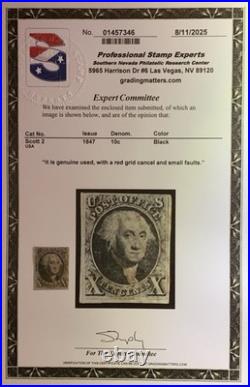 No. 01457346 8/11/2025
Professional Stamp Experts
Southern Nevada Philatelic Research Center
5965 Harrison Dr #6 Las Vegas, NV 89120
gradingmatters.com
Expert Committee
We have examined the enclosed item submitted, of which an
image is shown below, and are of the opinion that:
Cat No. Issue Denom. Color
Scott 2 1847 10c Black
USA
"It is genuine used, with a red grid cancel and small faults."
POST OFFICE
X TEN CENTS X
For The Committee